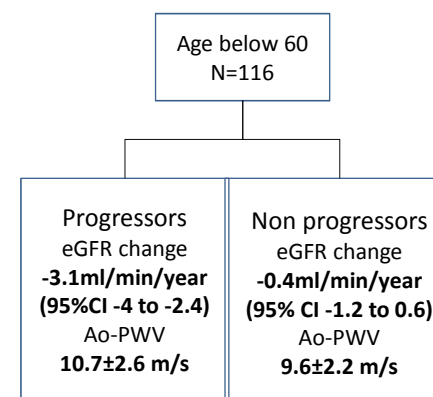 Age below 60
N=116
Progressors
eGFR change
-3.1ml/min/year
(95%CI -4 to -2.4)
Ao-PWV
10.7±2.6 m/s
Non progressors
eGFR change
-0.4ml/min/year
(95% CI -1.2 to 0.6)
Ao-PWV
9.6±2.2 m/s